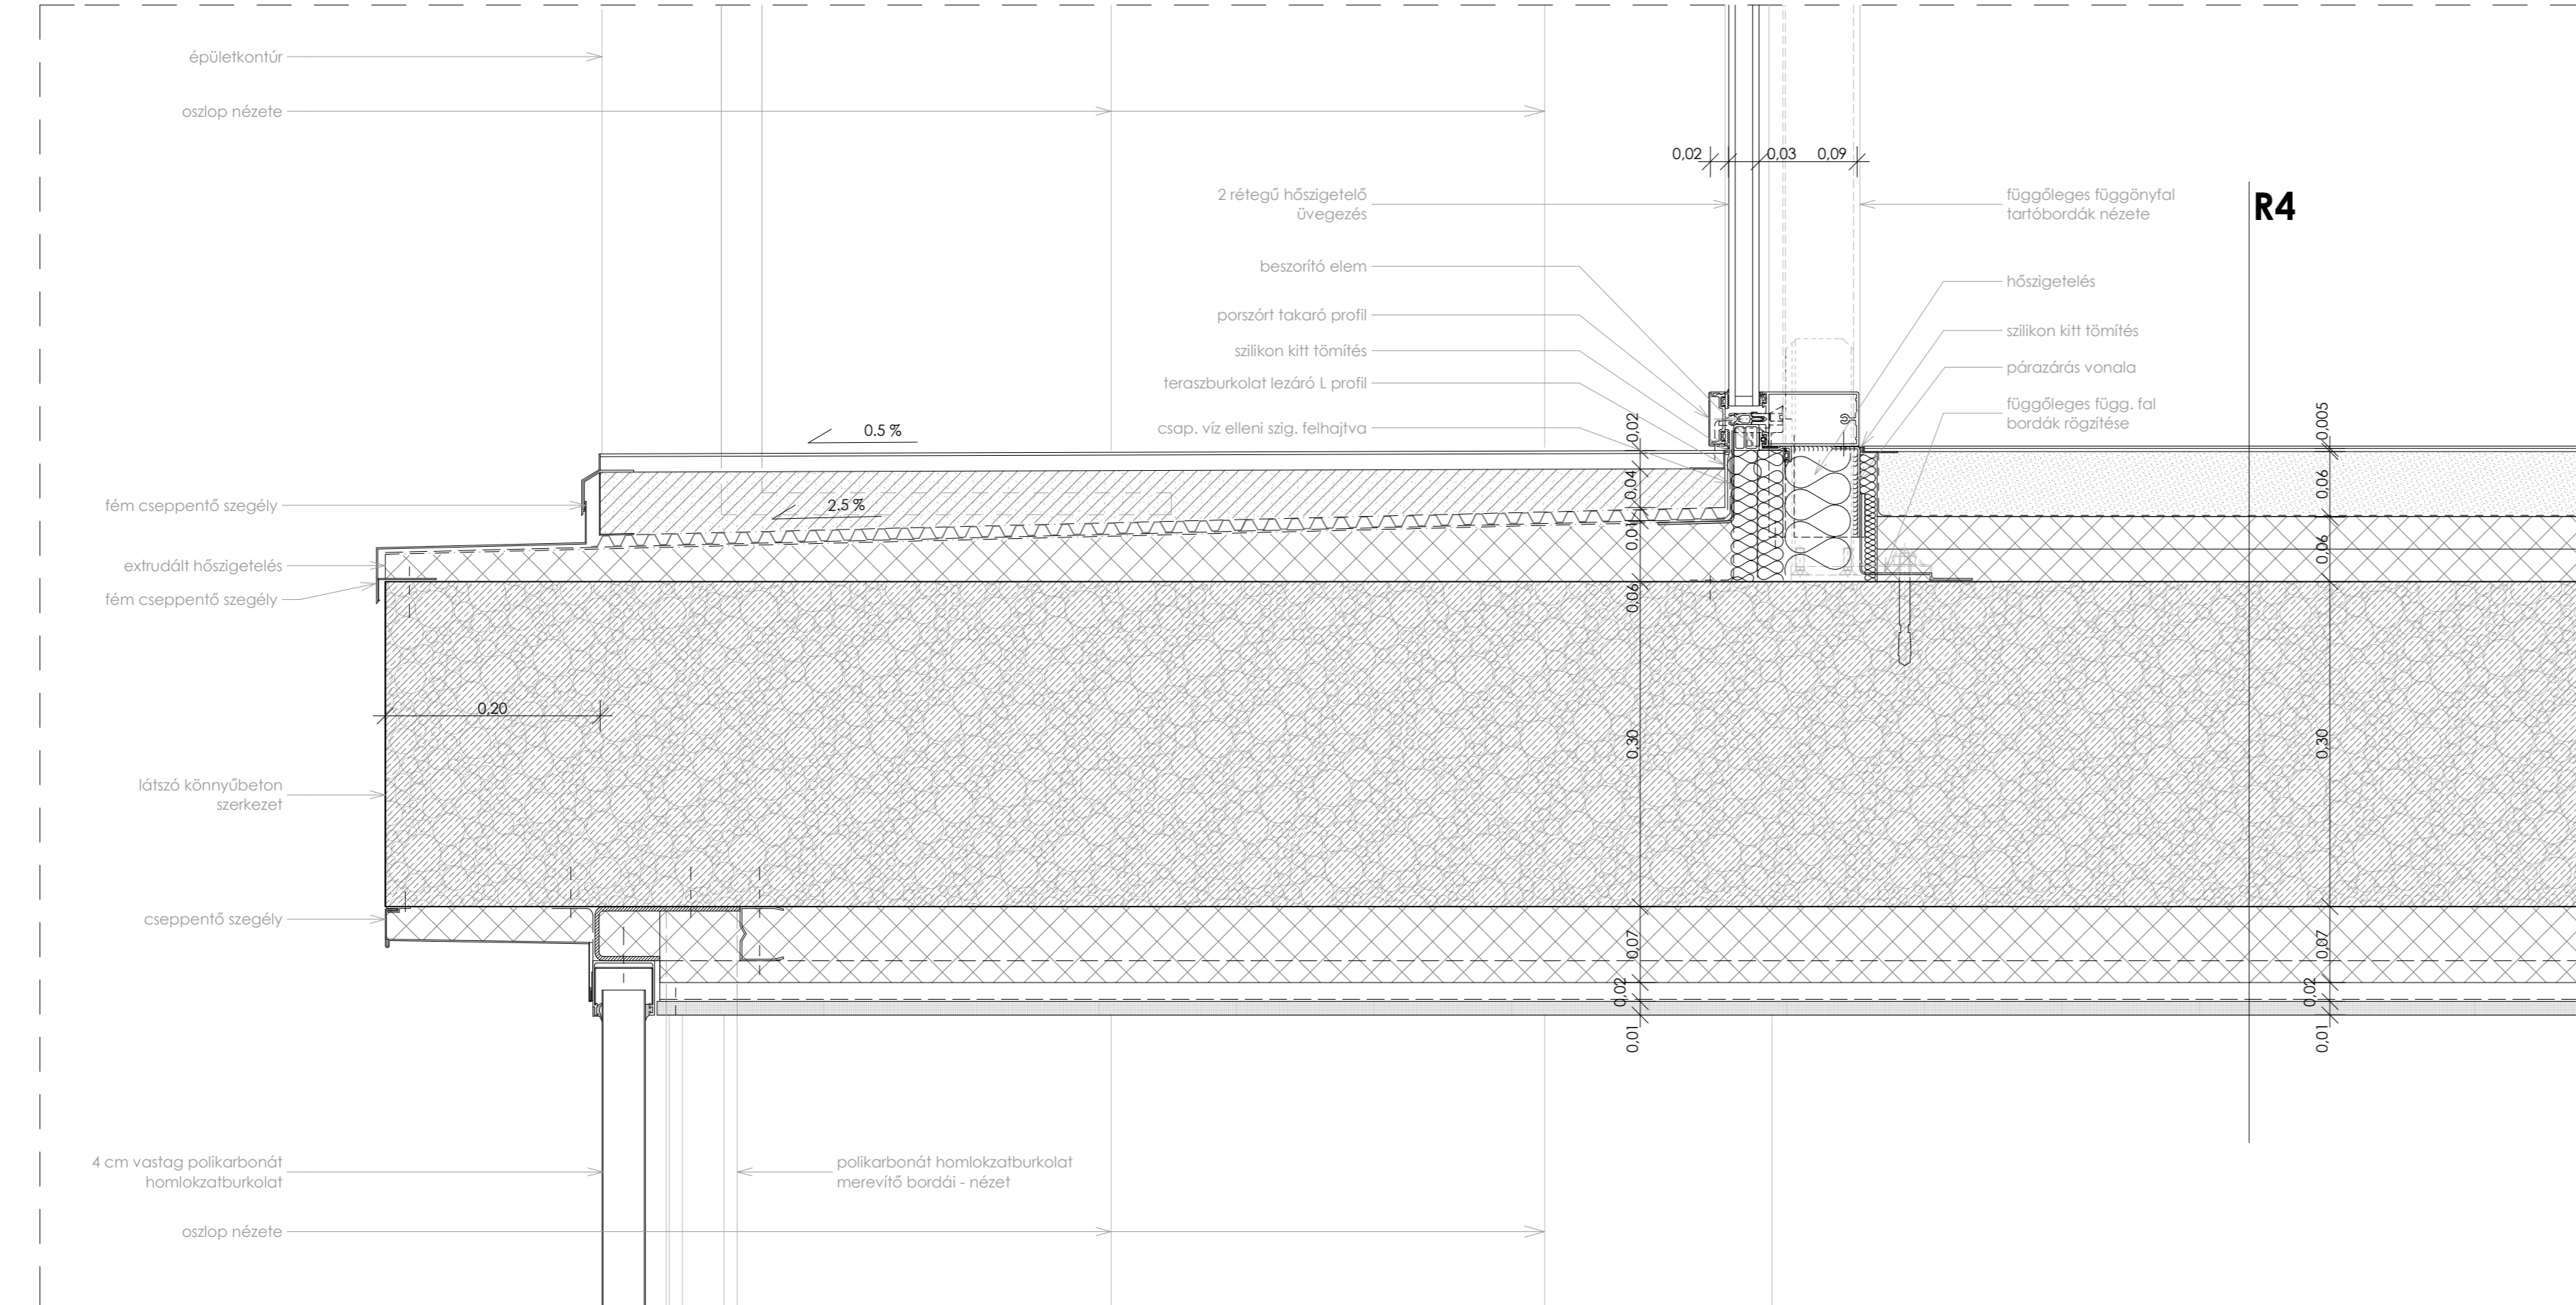 épületkontúr
oszlop nézete
0,02
0,03
0,09
2 rétegű hőszigetelő
üvegezés
függőleges függönyfal
tartóbordák nézete
R4
beszorító elem
hőszigetelés
porszórt takaró profil
szilikon kitt tömítés
szilikon kitt tömítés
párazárás vonala
teraszburkolat lezáró L profil
függőleges függ. fal
bordák rögzítése
csap. víz elleni szig. felhajtva
0.5 %
0,02
0,005
fém cseppentő szegély
2.5 %
0,04
0,06
0,01
0,06
extrudált hőszigetelés
fém cseppentő szegély
0,06
0,20
0,30
0,30
látszó könnyűbeton
szerkezet
cseppentő szegély
0,07
0,07
0,02
0,02
0,01
0,01
4 cm vastag polikarbonát
homlokzatburkolat
polikarbonát homlokzatburkolat
merevítő bordái - nézet
oszlop nézete